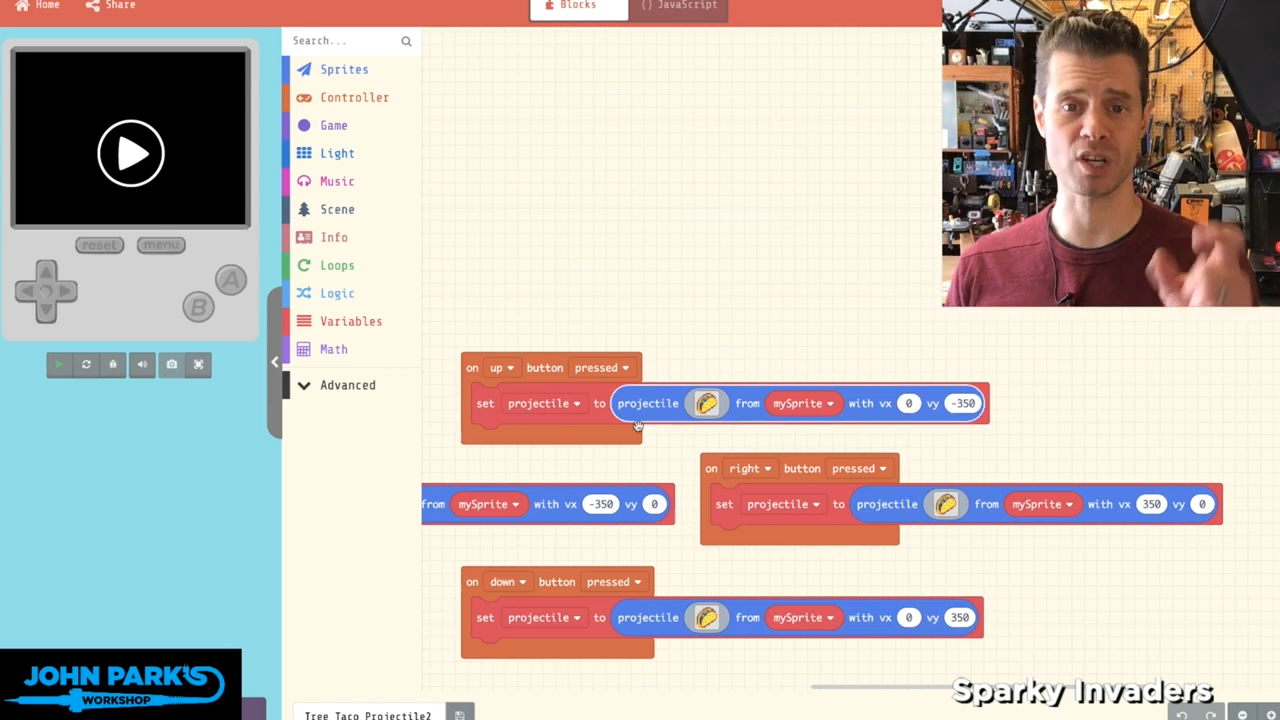 Home
Share
Blocks
{} JavaScript
Search...
Sprites
Controller
Game
Light
Music
Scene
Info
Loops
Logic
Variables
Math
Advanced
reset
menu
A
B
on up button pressed
set projectile to projectile from mySprite with vx 0 vy -350
on right button pressed
from mySprite with vx -350 vy 0
set projectile to projectile from mySprite with vx 350 vy 0
on down button pressed
set projectile to projectile from mySprite with vx 0 vy 350
JOHN PARK'S
WORKSHOP
Sparky Invaders
Tree Taco Projectile2